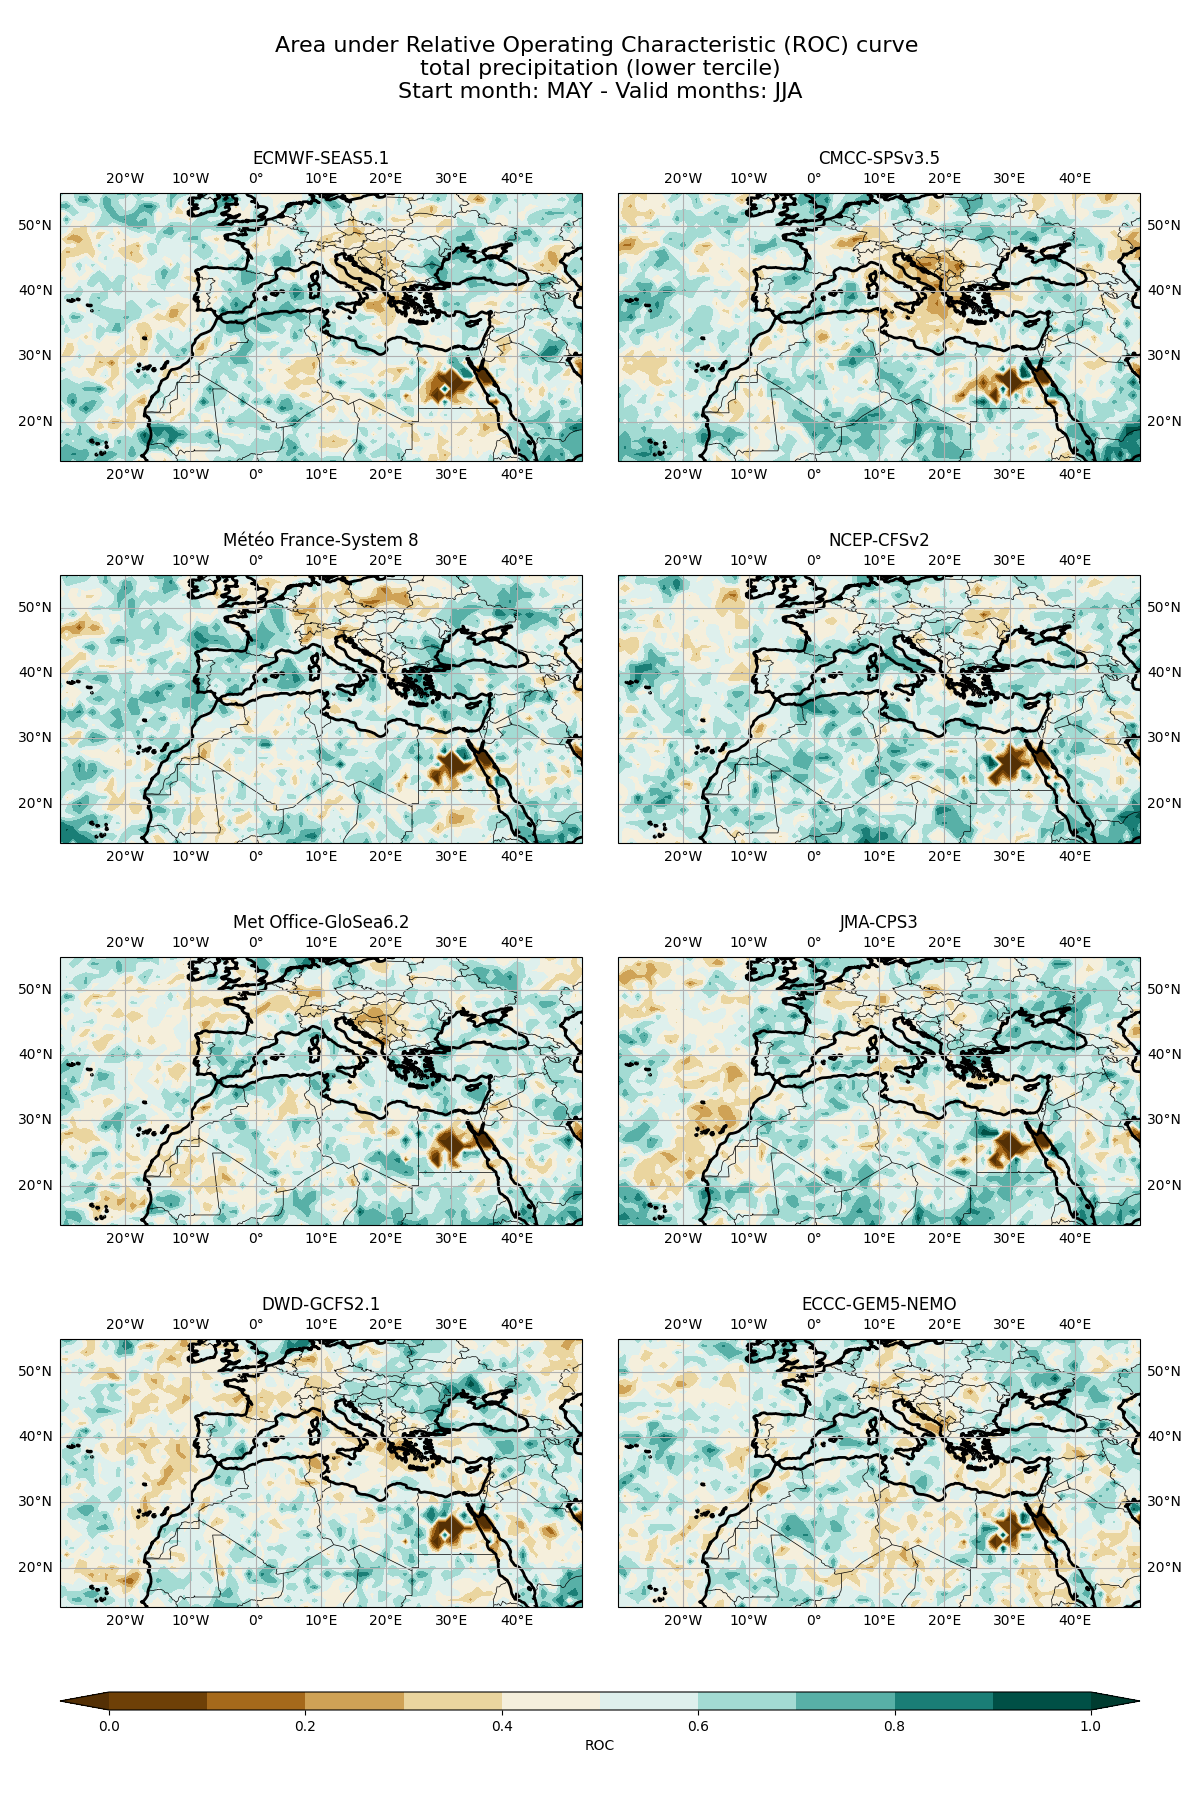 Area under Relative Operating Characteristic (ROC) curve
total precipitation (lower tercile)
Start month: MAY - Valid months: JJA
ECMWF-SEAS5.1
20°W 10°W 0° 10°E 20°E 30°E 40°E
50°N
40°N
30°N
20°N
20°W 10°W 0° 10°E 20°E 30°E 40°E
CMCC-SPSv3.5
20°W 10°W 0° 10°E 20°E 30°E 40°E
50°N
40°N
30°N
20°N
20°W 10°W 0° 10°E 20°E 30°E 40°E
Météo France-System 8
20°W 10°W 0° 10°E 20°E 30°E 40°E
50°N
40°N
30°N
20°N
20°W 10°W 0° 10°E 20°E 30°E 40°E
NCEP-CFSv2
20°W 10°W 0° 10°E 20°E 30°E 40°E
50°N
40°N
30°N
20°N
20°W 10°W 0° 10°E 20°E 30°E 40°E
Met Office-GloSea6.2
20°W 10°W 0° 10°E 20°E 30°E 40°E
50°N
40°N
30°N
20°N
20°W 10°W 0° 10°E 20°E 30°E 40°E
JMA-CPS3
20°W 10°W 0° 10°E 20°E 30°E 40°E
50°N
40°N
30°N
20°N
20°W 10°W 0° 10°E 20°E 30°E 40°E
DWD-GCFS2.1
20°W 10°W 0° 10°E 20°E 30°E 40°E
50°N
40°N
30°N
20°N
20°W 10°W 0° 10°E 20°E 30°E 40°E
ECCC-GEM5-NEMO
20°W 10°W 0° 10°E 20°E 30°E 40°E
50°N
40°N
30°N
20°N
20°W 10°W 0° 10°E 20°E 30°E 40°E
0.0 0.2 0.4 0.6 0.8 1.0
ROC